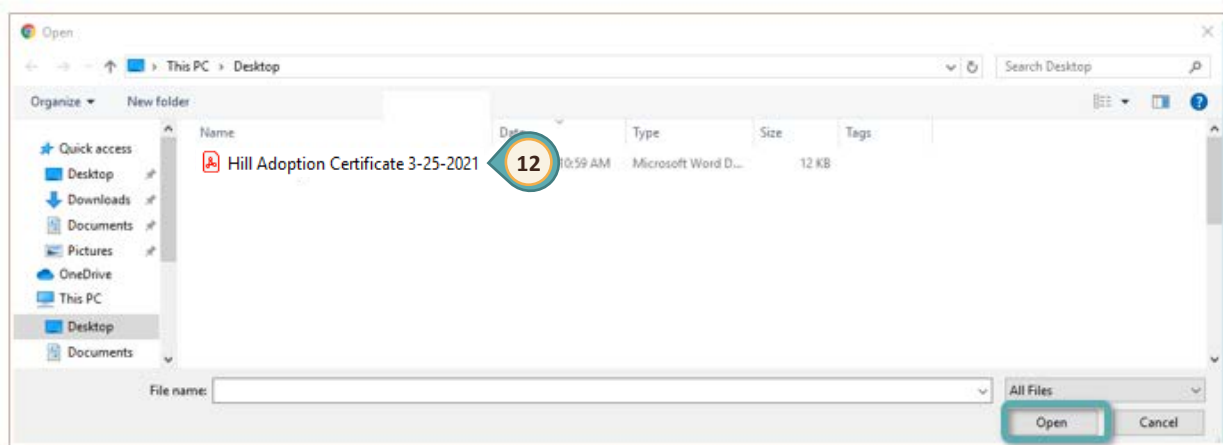 Open
This PC > Desktop
Search Desktop
Organize New folder
Name Date Type Size Tags
Quick access
Hill Adoption Certificate 3-25-2021 12 10:59 AM Microsoft Word D... 12 KB
Desktop
Downloads
Documents
Pictures
OneDrive
This PC
Desktop
Documents
File name:
All Files
Open Cancel